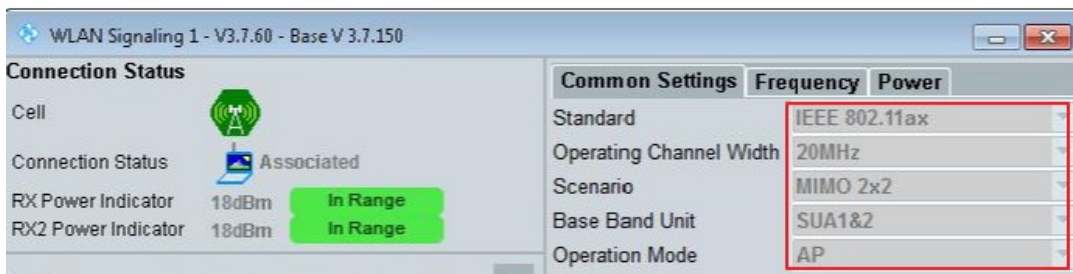 WLAN Signaling 1 - V3.7.60 - Base V 3.7.150
Connection Status
Cell
Connection Status Associated
RX Power Indicator 18dBm In Range
RX2 Power Indicator 18dBm In Range
Common Settings Frequency Power
Standard IEEE 802.11ax
Operating Channel Width 20MHz
Scenario MIMO 2x2
Base Band Unit SUA1&2
Operation Mode AP